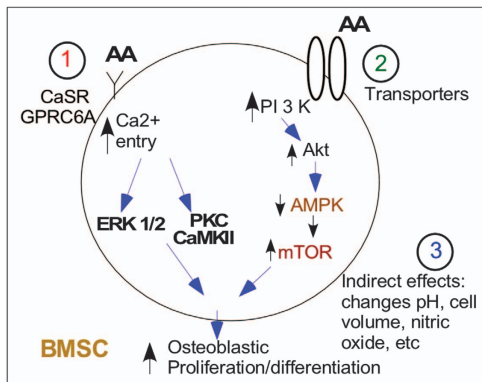 1
AA
CaSR
GPRC6A
Ca2+
entry
ERK 1/2
PKC
CaMKII
AA
2
Transporters
PI 3 K
Akt
AMPK
mTOR
3
Indirect effects:
changes pH, cell
volume, nitric
oxide, etc
BMSC
Osteoblastic
Proliferation/differentiation